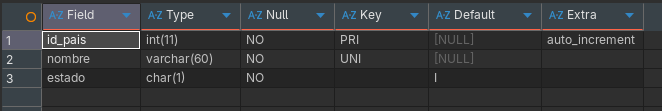 A-Z Field A-Z Type A-Z Null A-Z Key A-Z Default A-Z Extra
1 id_pais int(11) NO PRI [NULL] auto_increment
2 nombre varchar(60) NO UNI [NULL]
3 estado char(1) NO I